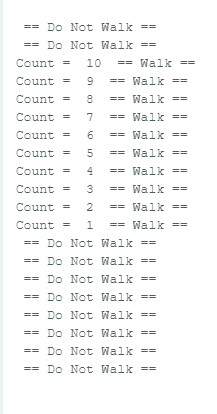 == Do Not Walk ==
== Do Not Walk ==
Count = 10 == Walk ==
Count = 9 == Walk ==
Count = 8 == Walk ==
Count = 7 == Walk ==
Count = 6 == Walk ==
Count = 5 == Walk ==
Count = 4 == Walk ==
Count = 3 == Walk ==
Count = 2 == Walk ==
Count = 1 == Walk ==
== Do Not Walk ==
== Do Not Walk ==
== Do Not Walk ==
== Do Not Walk ==
== Do Not Walk ==
== Do Not Walk ==
== Do Not Walk ==
== Do Not Walk ==